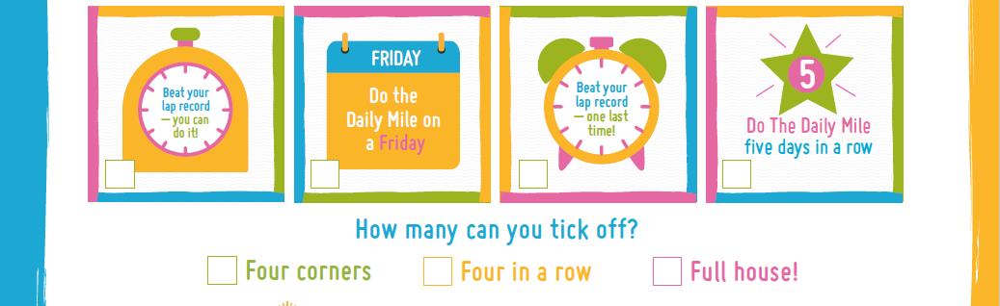 Beat your
lap record
— you can
do it!
FRIDAY
Do the
Daily Mile on
a Friday
Beat your
lap record
— one last
time!
5
Do The Daily Mile
five days in a row
How many can you tick off?
Four corners
Four in a row
Full house!